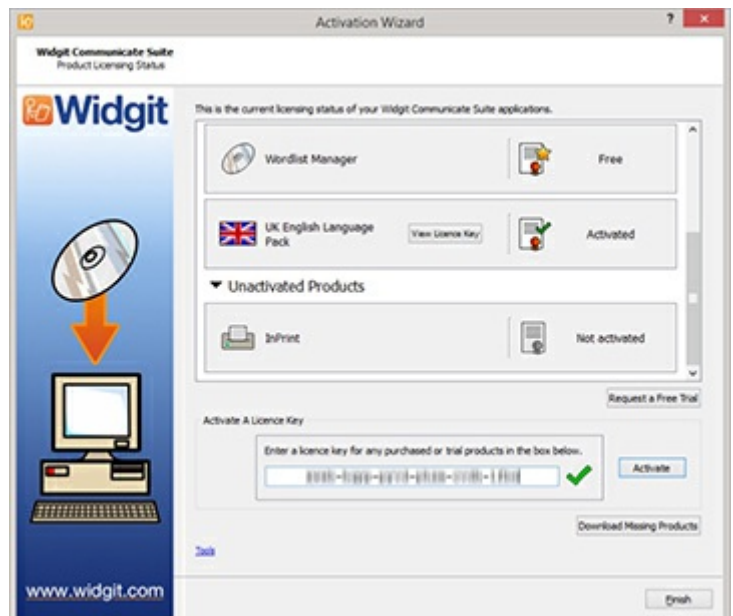 Activation Wizard
?
Widgit Communicate Suite
Product Licensing Status
Widgit
This is the current licensing status of your Widgit Communicate Suite applications.
Wordlist Manager
Free
UK English Language
Pack
View Licence Key
Activated
Unactivated Products
InPrint
Not activated
Request a Free Trial
Activate A Licence Key
Enter a licence key for any purchased or trial products in the box below.
Activate
Download Missing Products
Tools
www.widgit.com
Finish